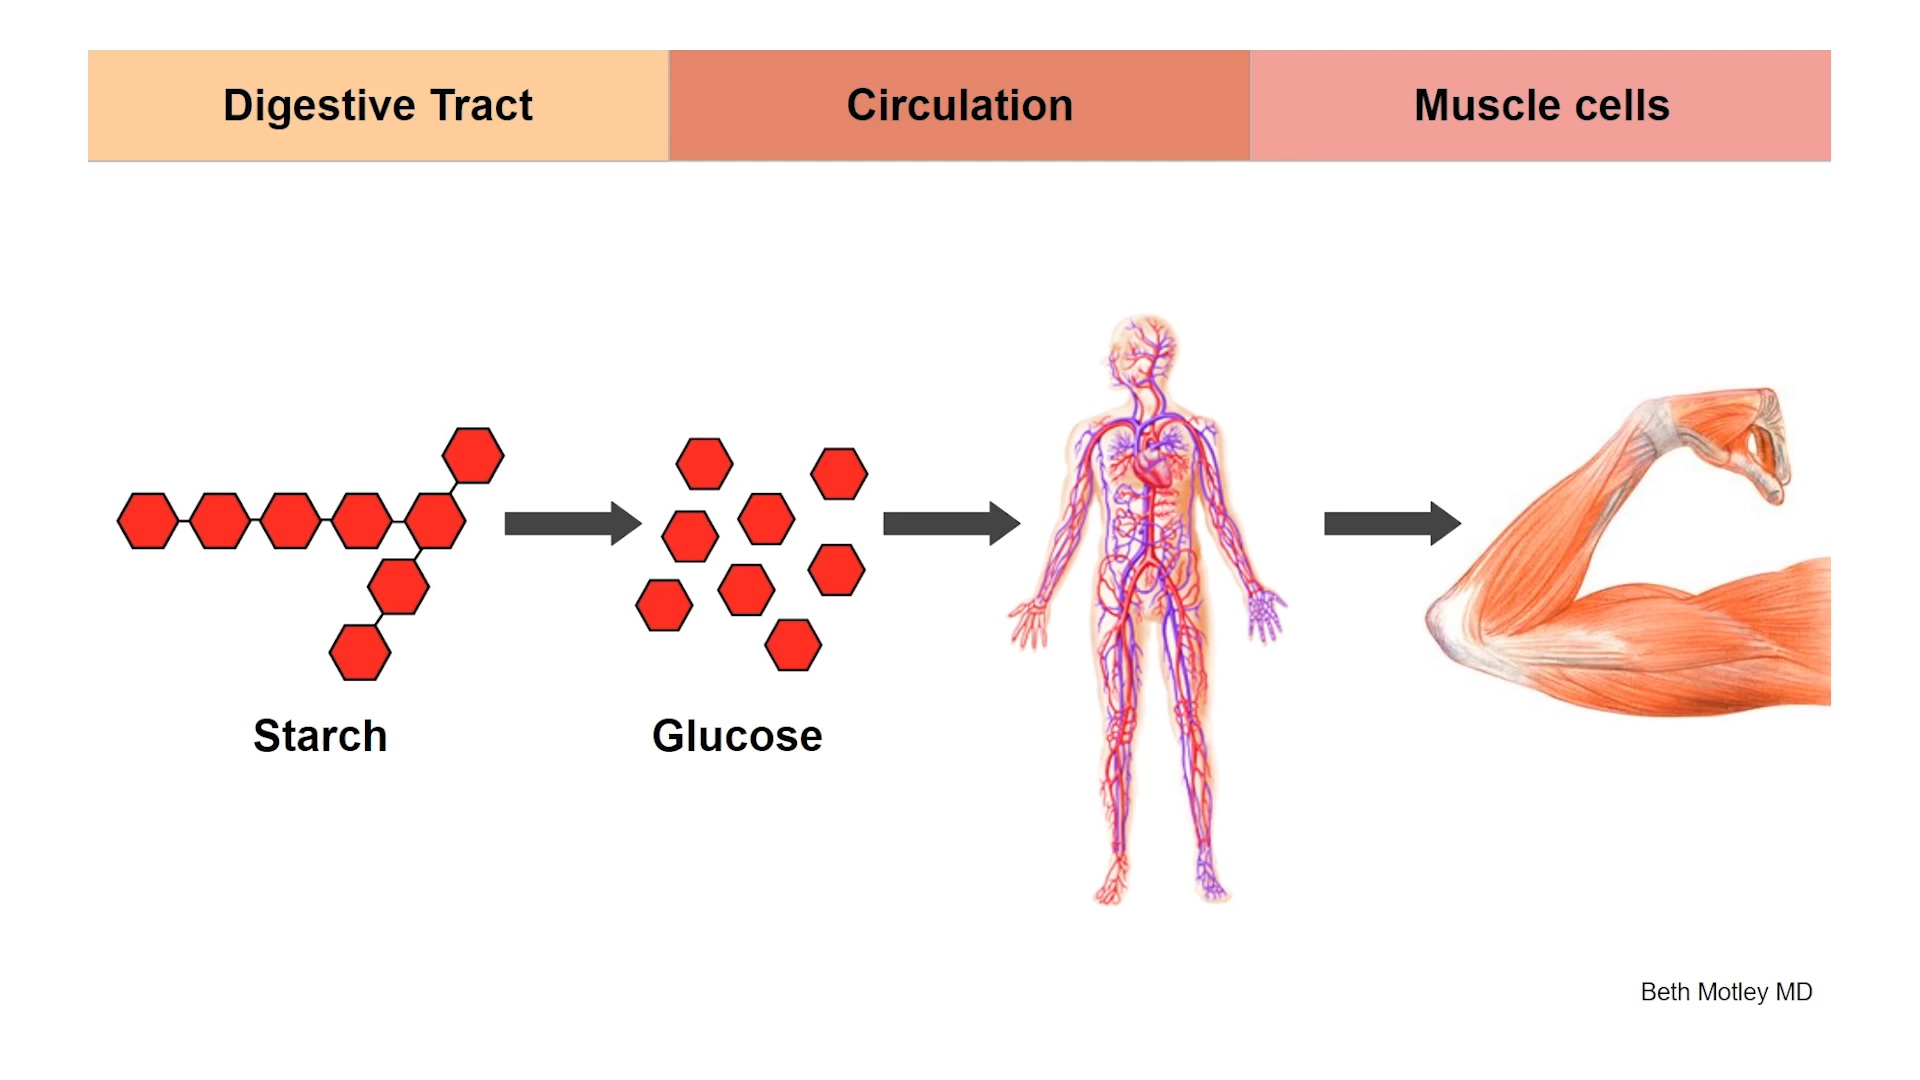 Digestive Tract
Circulation
Muscle cells
Starch
Glucose
Beth Motley MD